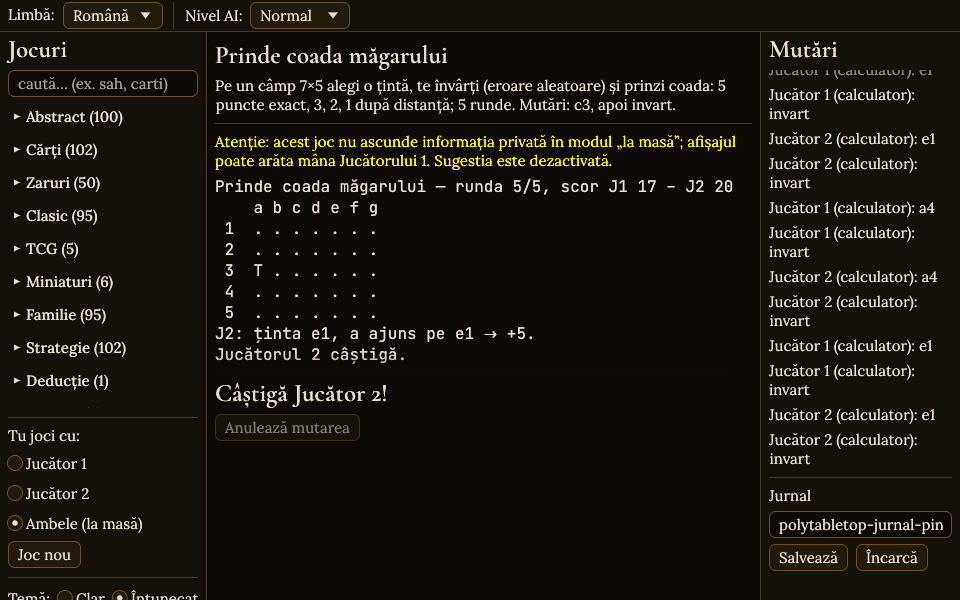 Limbă: Română ▼ Nivel AI: Normal ▼
Jocuri
caută... (ex. sah, carti)
▸ Abstract (100)
▸ Cărți (102)
▸ Zaruri (50)
▸ Clasic (95)
▸ TCG (5)
▸ Miniaturi (6)
▸ Familie (95)
▸ Strategie (102)
▸ Deducție (1)
Tu joci cu:
Jucător 1
Jucător 2
Ambele (la masă)
Joc nou
Temă: Clar Întunecat
Prinde coada măgarului
Pe un câmp 7×5 alegi o țintă, te învârți (eroare aleatoare) și prinzi coada: 5
puncte exact, 3, 2, 1 după distanță; 5 runde. Mutări: c3, apoi invart.
Atenție: acest joc nu ascunde informația privată în modul „la masă”; afișajul
poate arăta mâna Jucătorului 1. Sugestia este dezactivată.
Prinde coada măgarului — runda 5/5, scor J1 17 – J2 20
a b c d e f g
1 . . . . . . .
2 . . . . . . .
3 T . . . . . .
4 . . . . . . .
5 . . . . . . .
J2: ținta e1, a ajuns pe e1 → +5.
Jucătorul 2 câștigă.
Câștigă Jucător 2!
Anulează mutarea
Mutări
Jucător 1 (calculator): e1
Jucător 1 (calculator):
invart
Jucător 2 (calculator): e1
Jucător 2 (calculator):
invart
Jucător 1 (calculator): a4
Jucător 1 (calculator):
invart
Jucător 2 (calculator): a4
Jucător 2 (calculator):
invart
Jucător 1 (calculator): e1
Jucător 1 (calculator):
invart
Jucător 2 (calculator): e1
Jucător 2 (calculator):
invart
Jurnal
polytabletop-jurnal-pin
Salvează Încarcă